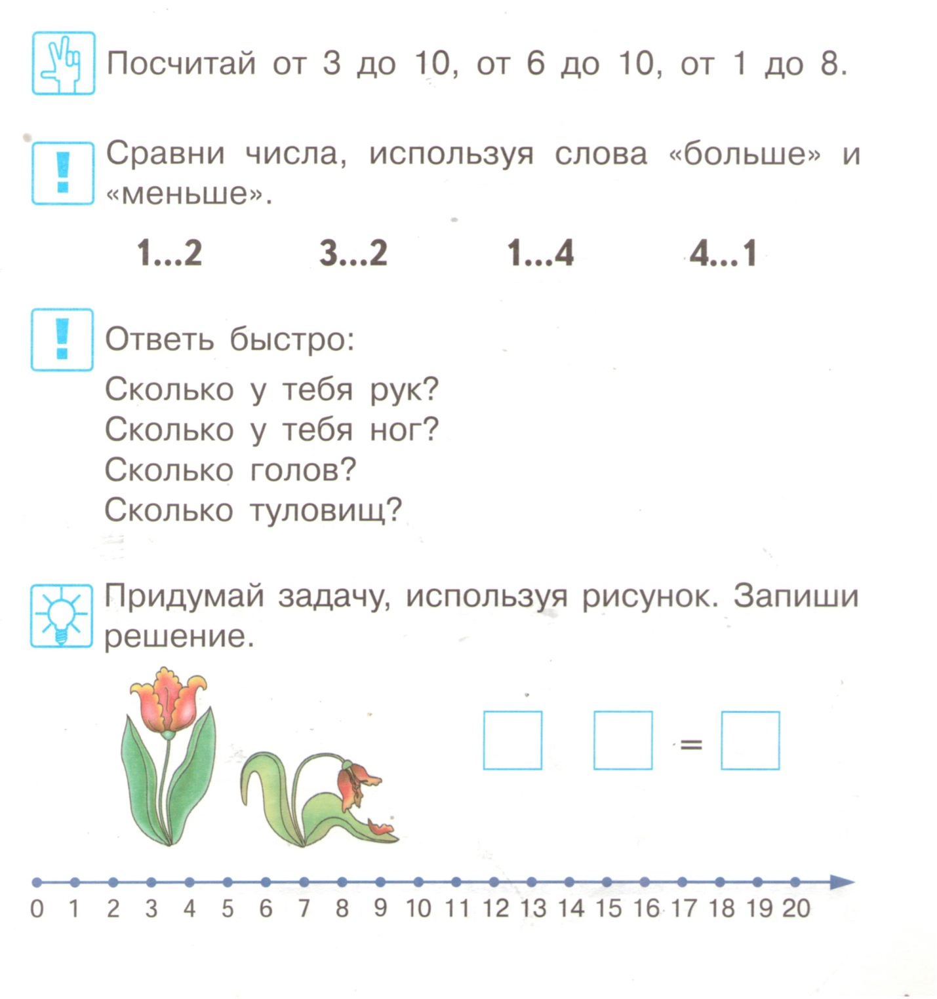 Посчитай от 3 до 10, от 6 до 10, от 1 до 8.
Сравни числа, используя слова «больше» и
«меньше».
1...2 3...2 1...4 4...1
Ответь быстро:
Сколько у тебя рук?
Сколько у тебя ног?
Сколько голов?
Сколько туловищ?
Придумай задачу, используя рисунок. Запиши
решение.
=
0 1 2 3 4 5 6 7 8 9 10 11 12 13 14 15 16 17 18 19 20